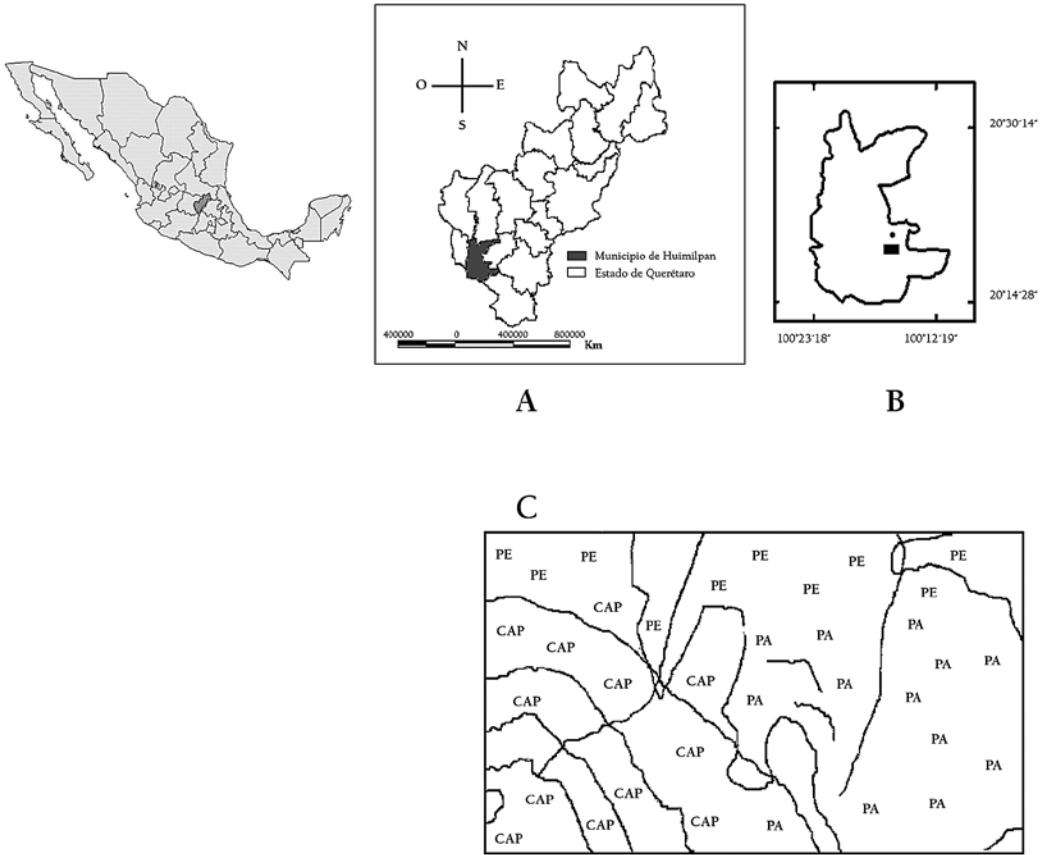 N
O E
S
Municipio de Huimilpan
Estado de Querétaro
400000 0 400000 800000
Km
A
20°30´14"
20°14´28"
100°23´18" 100°12´19"
B
C
PE PE PE PE PE
PE PE PE PE
CAP PE PA PA PA
CAP CAP PA PA
CAP CAP PA PA
CAP PA PA
CAP PA
PA
CAP CAP PA PA
CAP CAP CAP PA